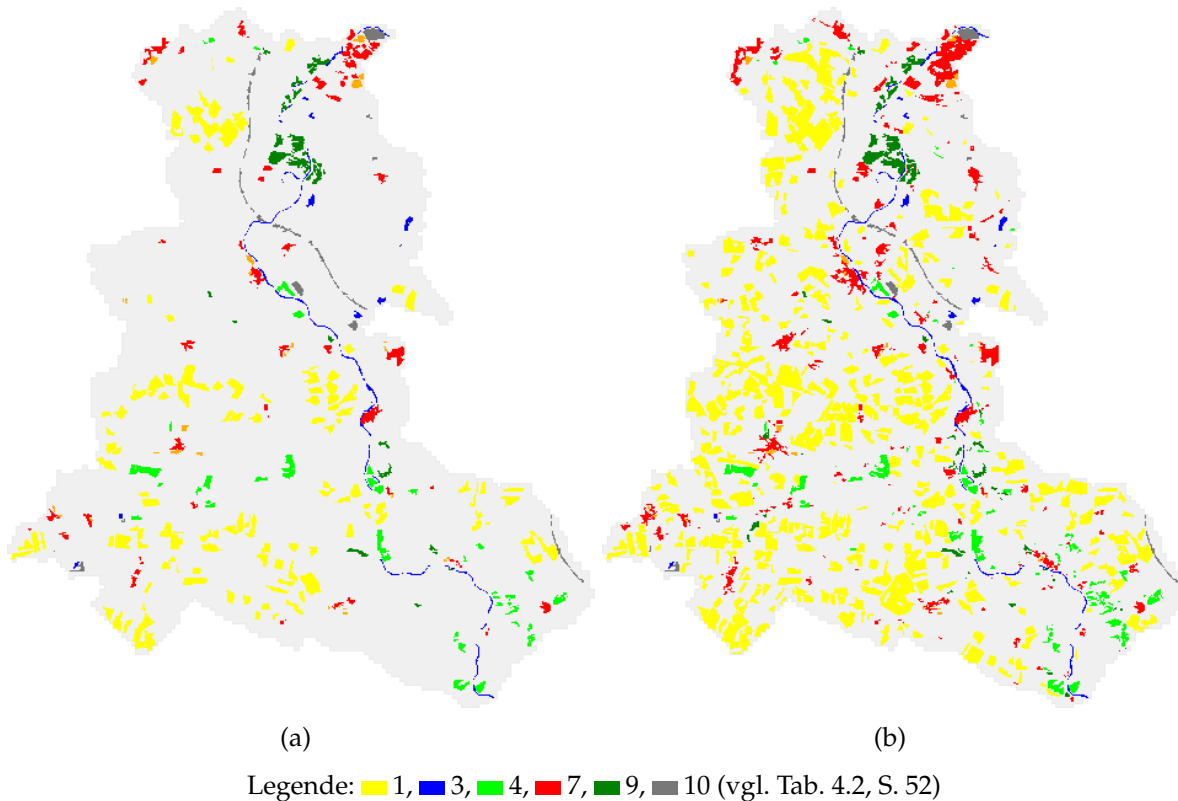 (a)
(b)
Legende: 1, 3, 4, 7, 9, 10 (vgl. Tab. 4.2, S. 52)